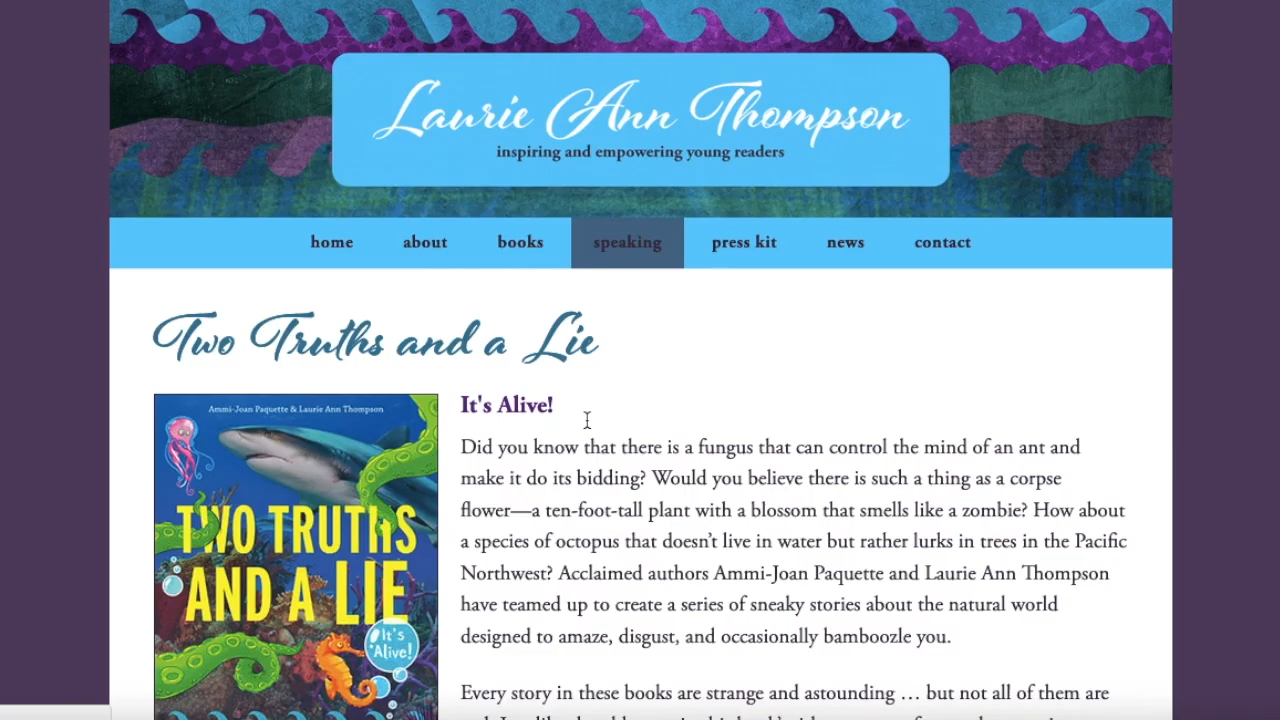 Laurie Ann Thompson
inspiring and empowering young readers
home about books speaking press kit news contact
Two Truths and a Lie
Ammi-Joan Paquette & Laurie Ann Thompson
TWO TRUTHS
AND A LIE
It's
Alive!
It's Alive!
Did you know that there is a fungus that can control the mind of an ant and
make it do its bidding? Would you believe there is such a thing as a corpse
flower—a ten-foot-tall plant with a blossom that smells like a zombie? How about
a species of octopus that doesn't live in water but rather lurks in trees in the Pacific
Northwest? Acclaimed authors Ammi-Joan Paquette and Laurie Ann Thompson
have teamed up to create a series of sneaky stories about the natural world
designed to amaze, disgust, and occasionally bamboozle you.
Every story in these books are strange and astounding … but not all of them are